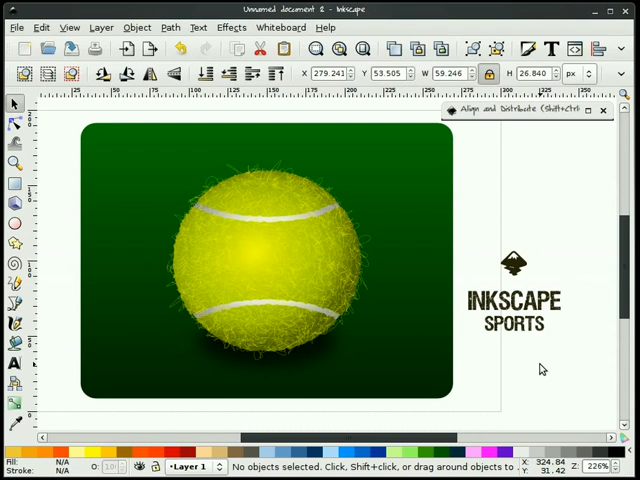 Unnamed document 2 - Inkscape
File Edit View Layer Object Path Text Effects Whiteboard Help
X 279.241 Y 53.505 W 59.246 H 26.840 px
Align and Distribute (Shift+Ctrl+
INKSCAPE
SPORTS
Fill: N/A
Stroke: N/A
O:
Layer 1
No objects selected. Click, Shift+click, or drag around objects to
X: 324.84
Y: 31.42
Z: 226%